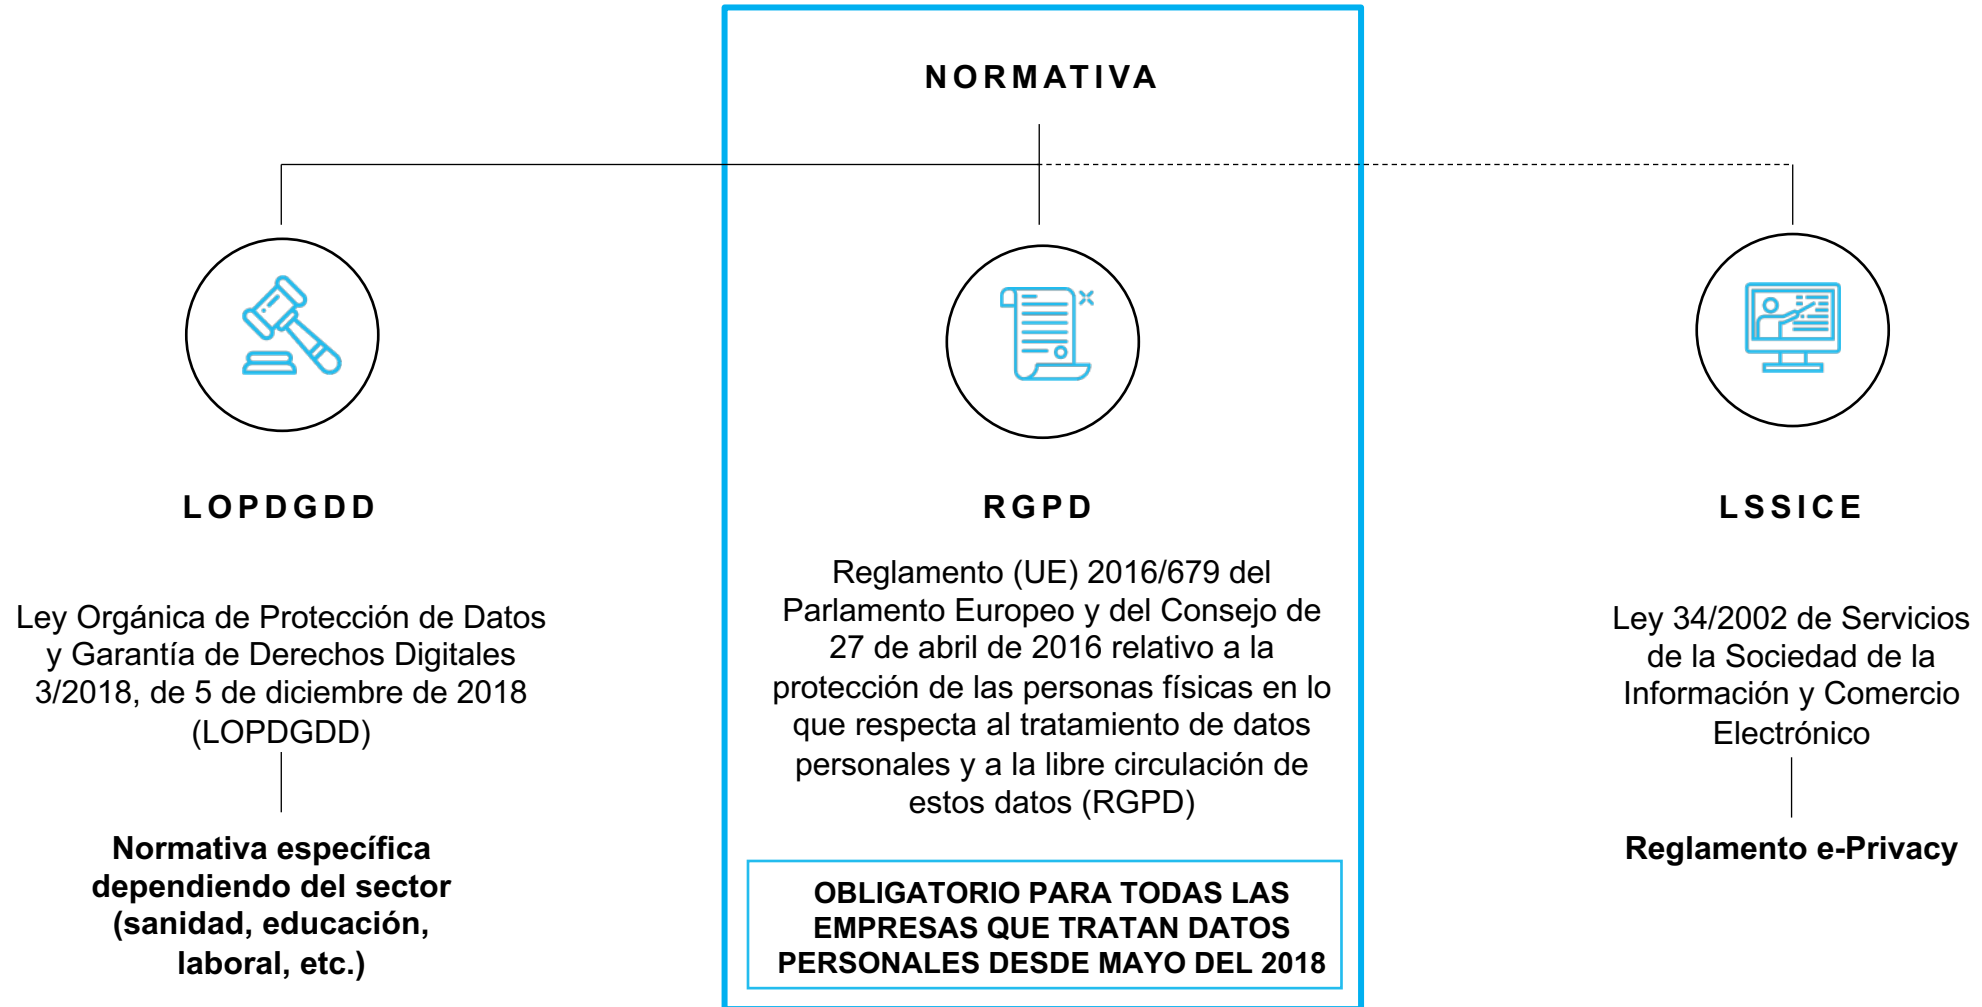 NORMATIVA
LOPDGDD
Ley Orgánica de Protección de Datos
y Garantía de Derechos Digitales
3/2018, de 5 de diciembre de 2018
(LOPDGDD)
Normativa específica
dependiendo del sector
(sanidad, educación,
laboral, etc.)
RGPD
Reglamento (UE) 2016/679 del
Parlamento Europeo y del Consejo de
27 de abril de 2016 relativo a la
protección de las personas físicas en lo
que respecta al tratamiento de datos
personales y a la libre circulación de
estos datos (RGPD)
OBLIGATORIO PARA TODAS LAS
EMPRESAS QUE TRATAN DATOS
PERSONALES DESDE MAYO DEL 2018
LSSICE
Ley 34/2002 de Servicios
de la Sociedad de la
Información y Comercio
Electrónico
Reglamento e-Privacy